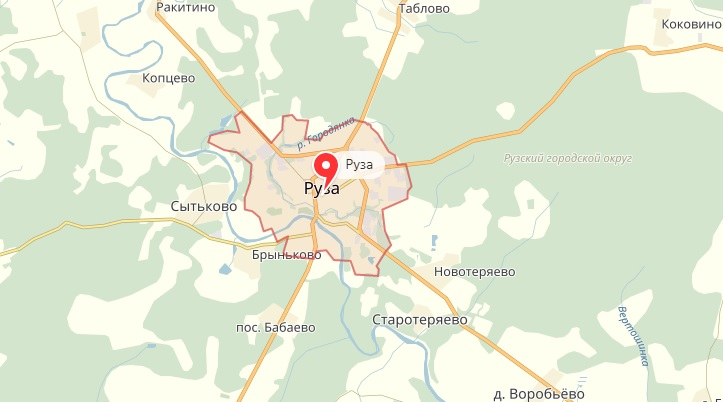 Ракитино
Таблово
Коковино
Копцево
р. Городянка
Руза
Рузский городской округ
Руза
Сытьково
Брыньково
Новотеряево
пос. Бабаево
Старотеряево
Вертошинка
д. Воробьёво